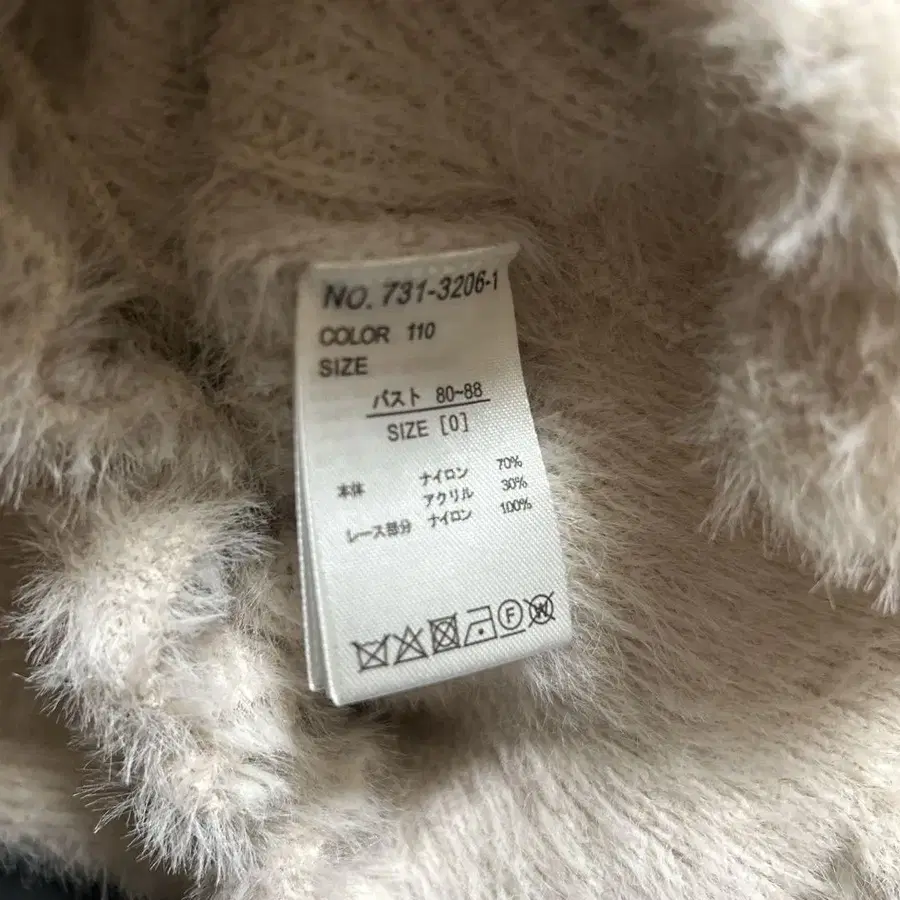 NO. 731-3206-1
COLOR 110
SIZE
バスト 80~88
SIZE [0]
本体 ナイロン 70%
アクリル 30%
レース部分 ナイロン 100%
F W